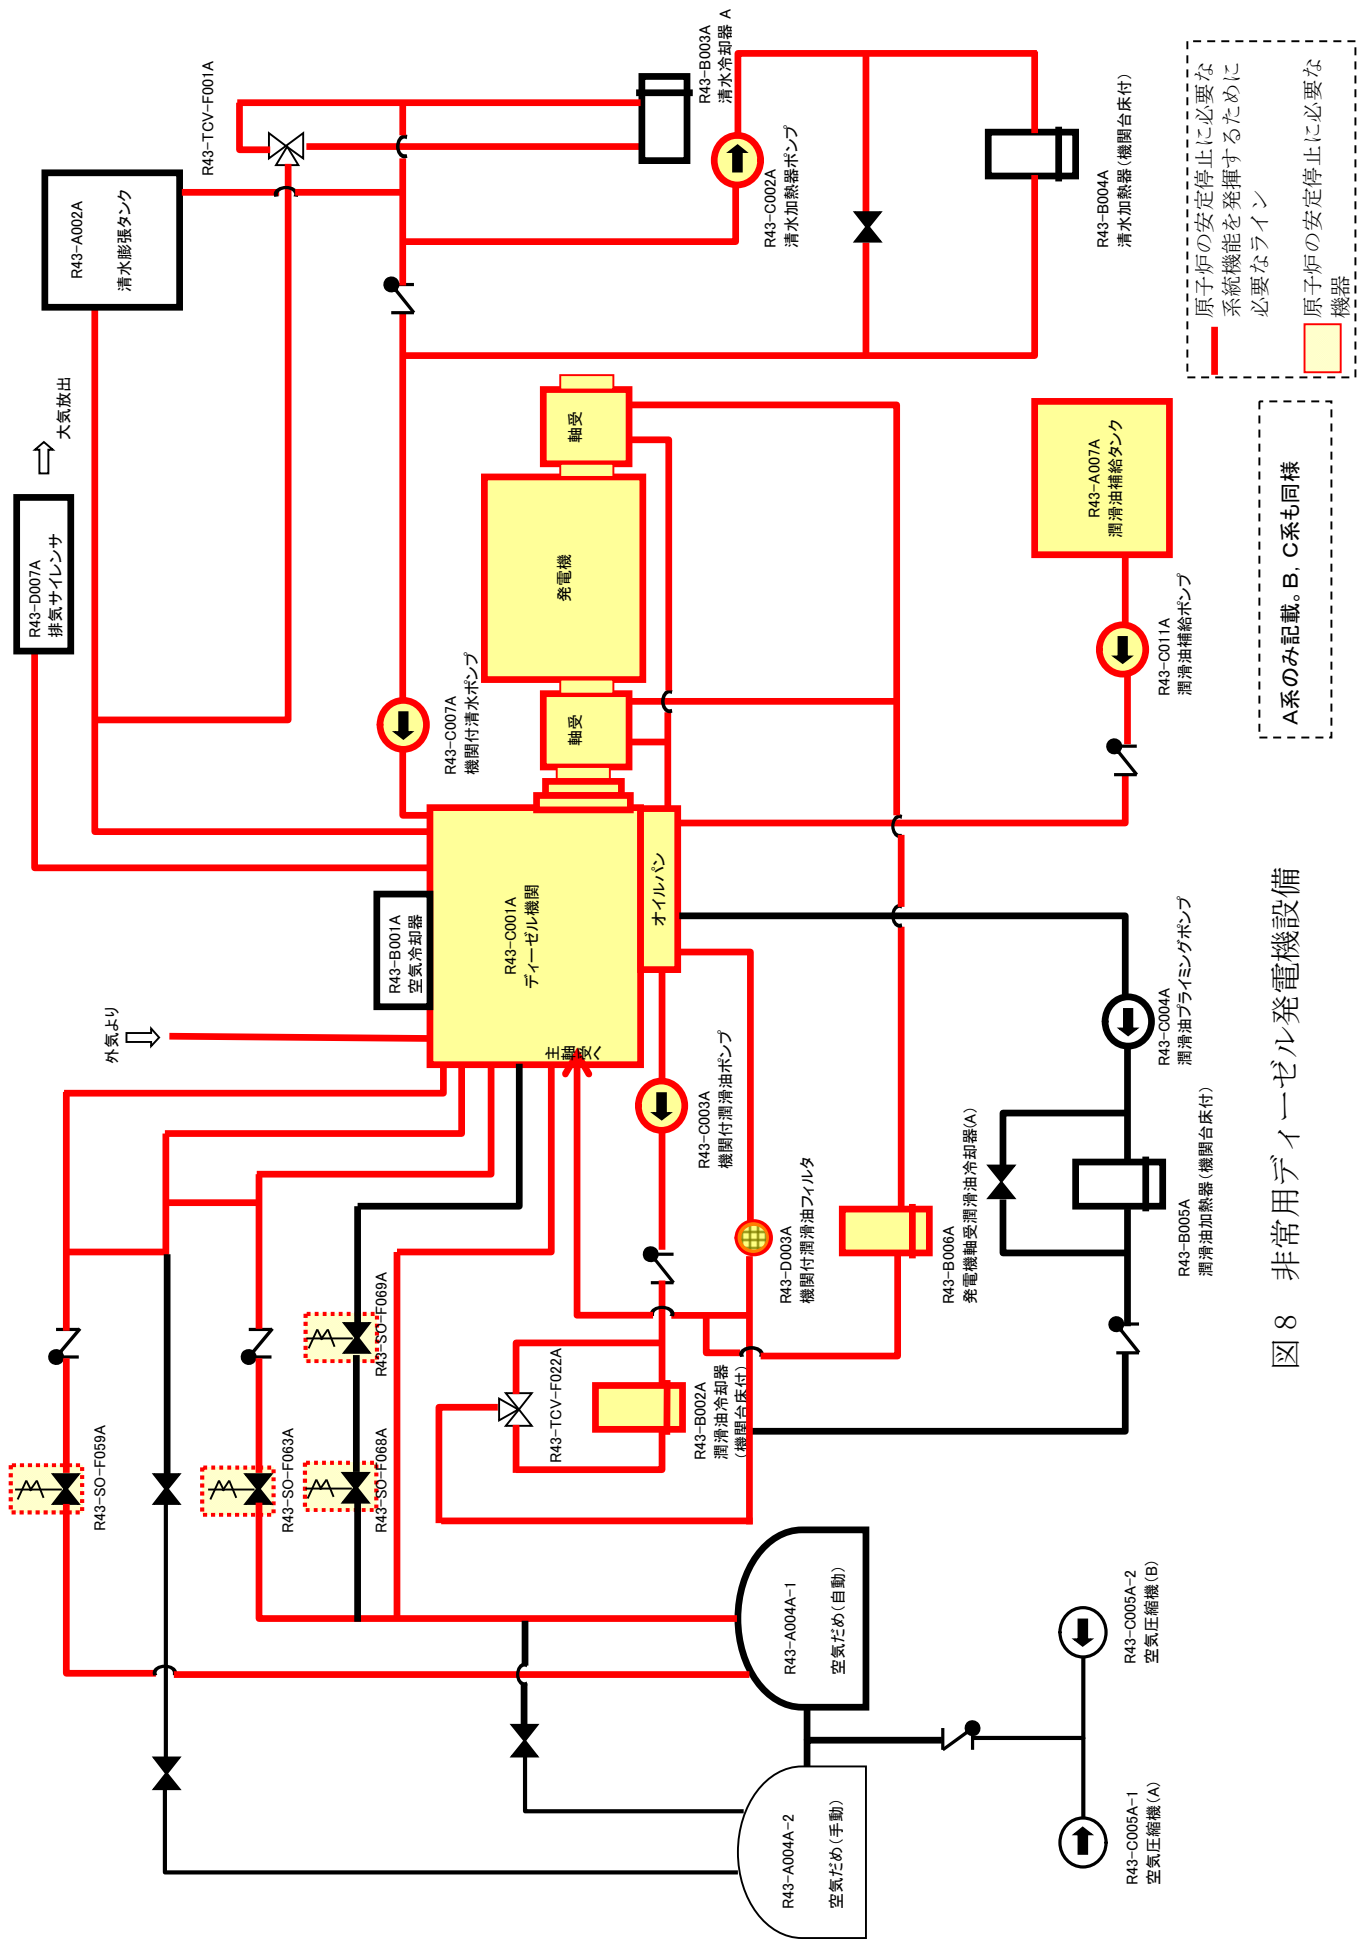 R43-SO-F059A
R43-SO-F063A
R43-SO-F068A
R43-SO-F069A
外気より
R43-D007A
排気サイレンサ
大気放出
R43-A002A
清水膨張タンク
R43-TCV-F001A
R43-B003A
清水冷却器 A
R43-C002A
清水加熱器ポンプ
R43-B004A
清水加熱器(機関台床付)
R43-C007A
機関付清水ポンプ
R43-B001A
空気冷却器
R43-C001A
ディーゼル機関
主軸受へ
オイルパン
軸受
発電機
軸受
R43-C003A
機関付潤滑油ポンプ
R43-TCV-F022A
R43-B002A
潤滑油冷却器
(機関台床付)
R43-D003A
機関付潤滑油フィルタ
R43-B006A
発電機軸受潤滑油冷却器(A)
R43-A007A
潤滑油補給タンク
R43-C011A
潤滑油補給ポンプ
R43-C004A
潤滑油プライミングポンプ
R43-B005A
潤滑油加熱器(機関台床付)
R43-A004A-1
空気だめ(自動)
R43-A004A-2
空気だめ(手動)
R43-C005A-1
空気圧縮機(A)
R43-C005A-2
空気圧縮機(B)
原子炉の安定停止に必要な
系統機能を発揮するために
必要なライン
原子炉の安定停止に必要な
機器
A系のみ記載。B, C系も同様
図8 非常用ディーゼル発電機設備